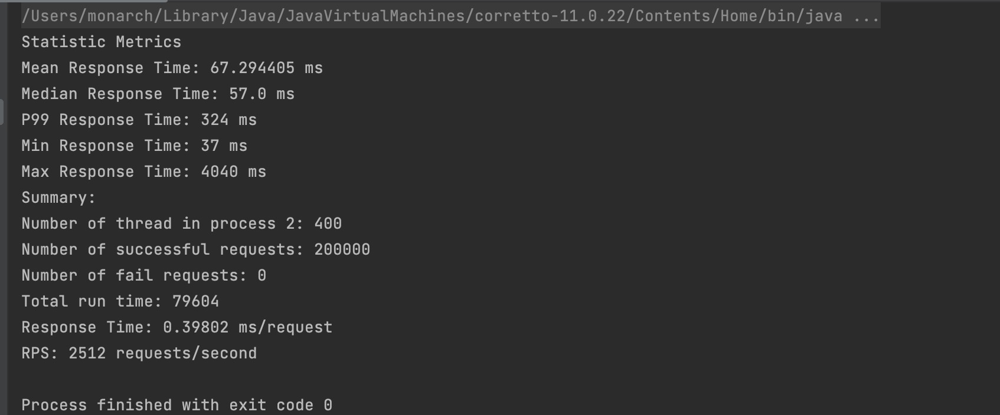 /Users/monarch/Library/Java/JavaVirtualMachines/corretto-11.0.22/Contents/Home/bin/java ...
Statistic Metrics
Mean Response Time: 67.294405 ms
Median Response Time: 57.0 ms
P99 Response Time: 324 ms
Min Response Time: 37 ms
Max Response Time: 4040 ms
Summary:
Number of thread in process 2: 400
Number of successful requests: 200000
Number of fail requests: 0
Total run time: 79604
Response Time: 0.39802 ms/request
RPS: 2512 requests/second
Process finished with exit code 0